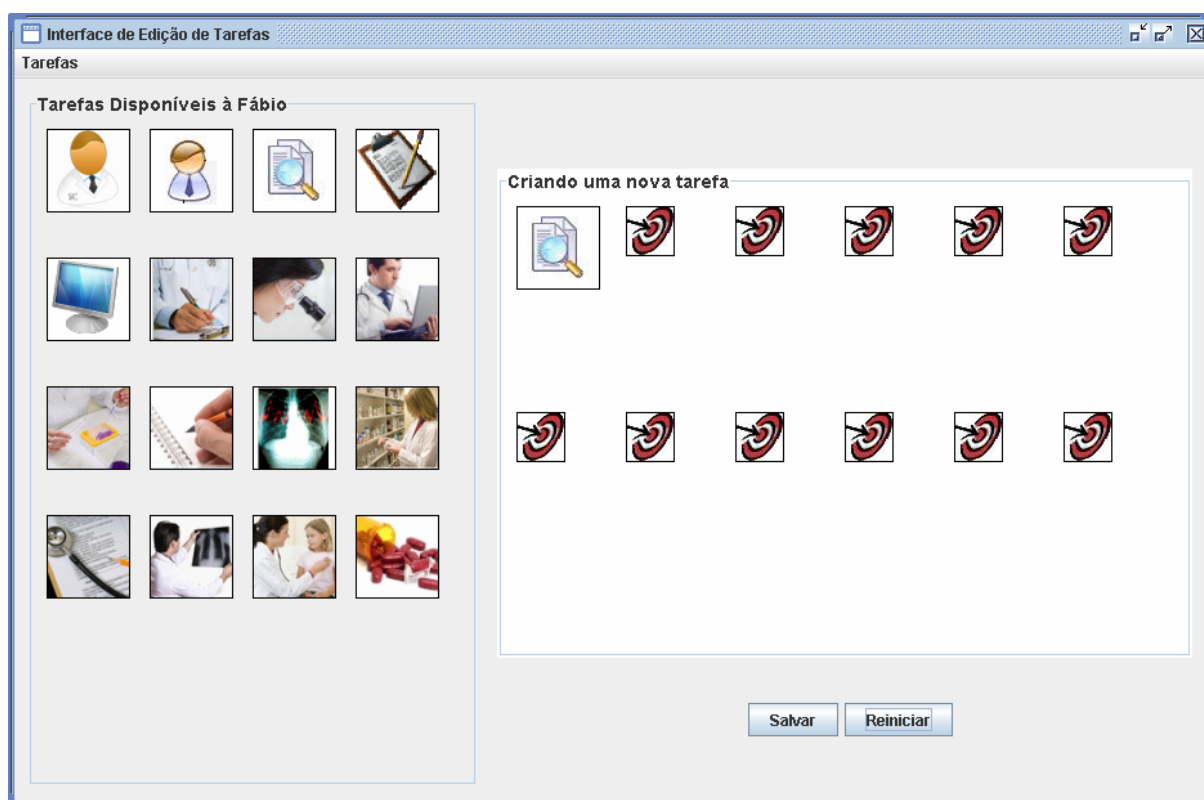 Interface de Edição de Tarefas
Tarefas
Tarefas Disponíveis à Fábio
Criando uma nova tarefa
Salvar
Reiniciar